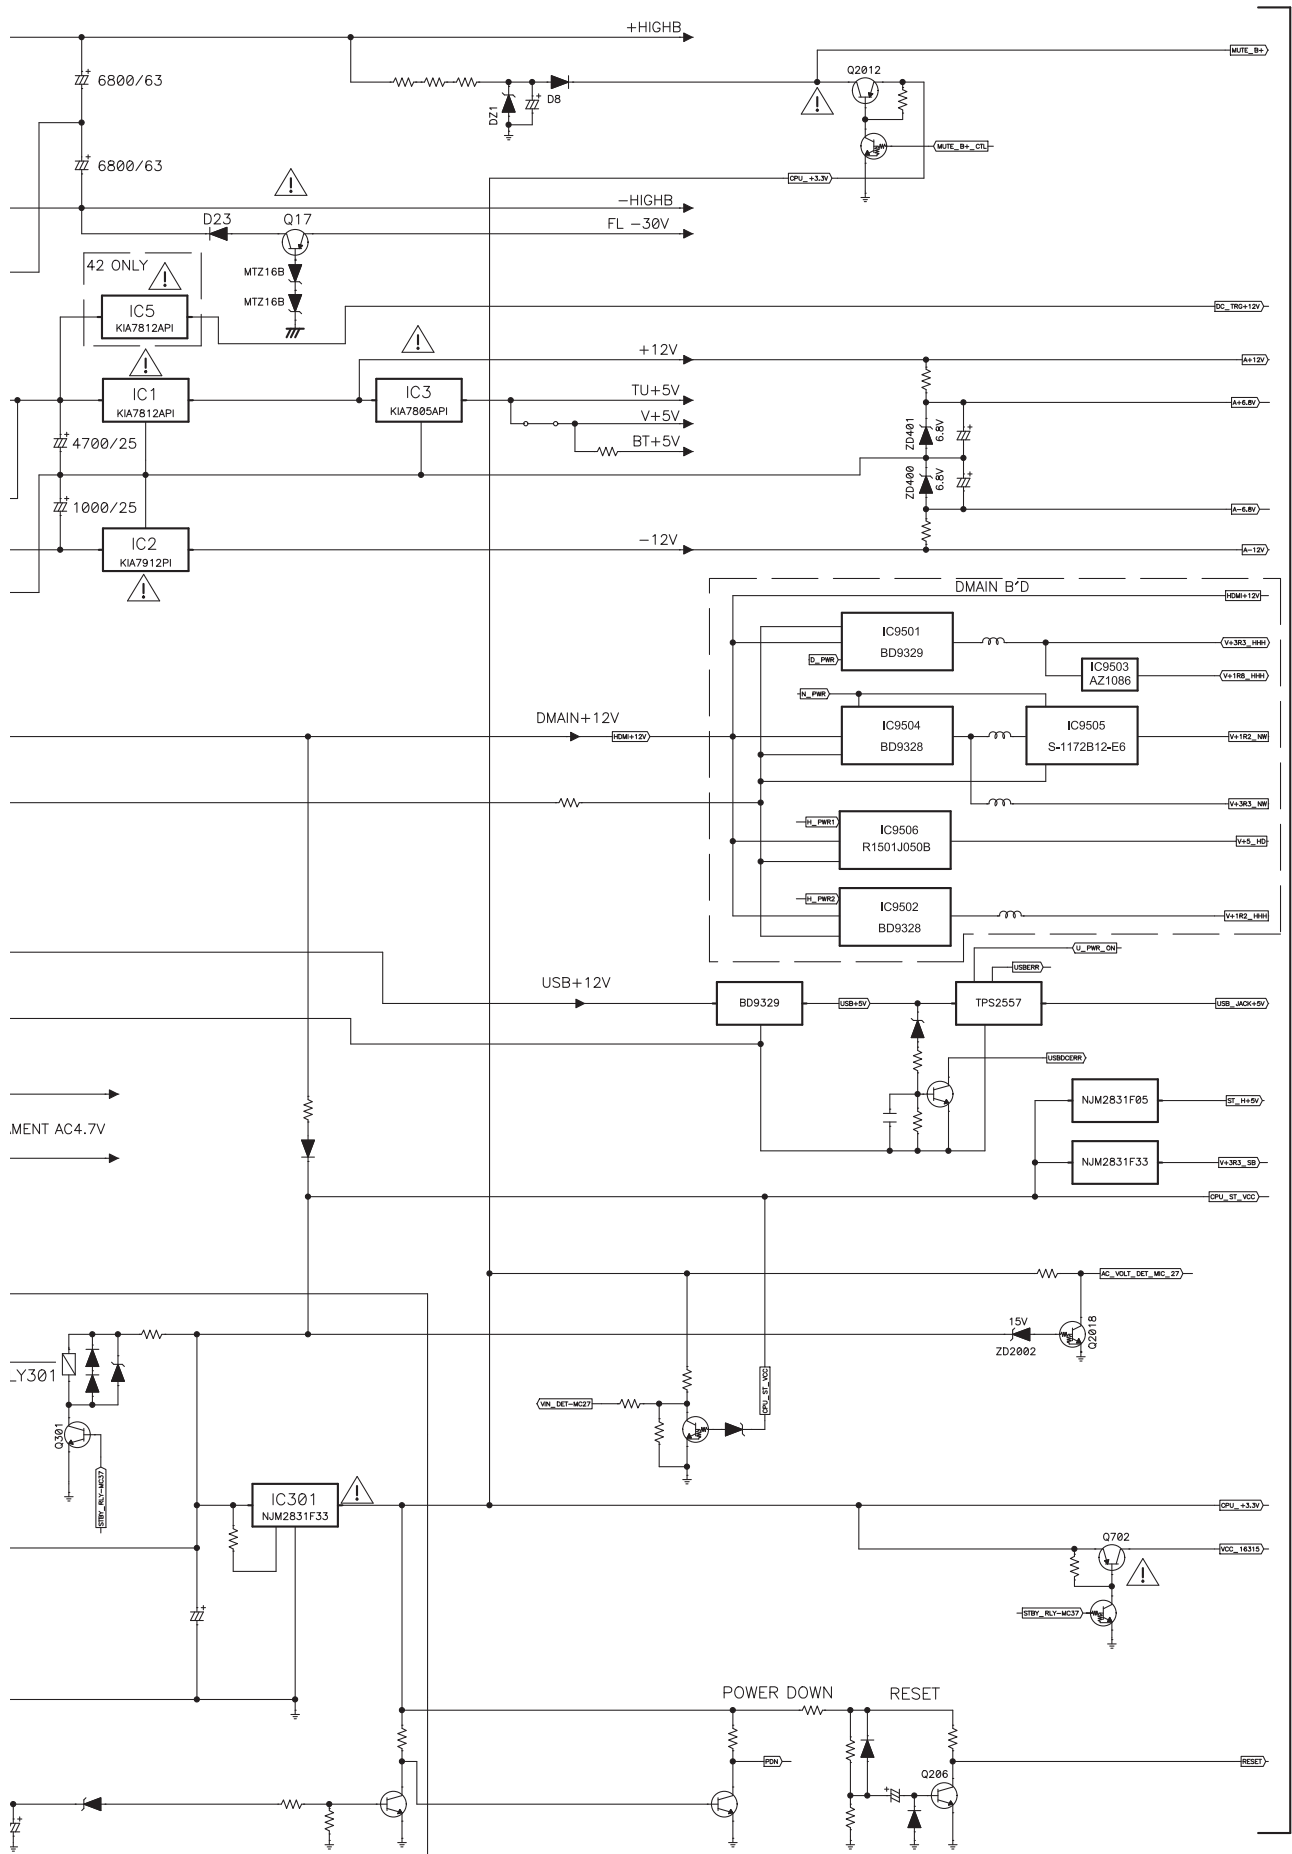 +HIGHB
MUTE_B+
6800/63
Q2012
DZ1
D8
6800/63
MUTE_B+_CTL
CPU_+3.3V
-HIGHB
D23
Q17
FL -30V
42 ONLY
MTZ16B
MTZ16B
IC5
KIA7812API
DC_TRG+12V
+12V
A+12V
IC1
KIA7812API
IC3
KIA7805API
TU+5V
A+6.8V
V+5V
BT+5V
4700/25
ZD401
6.8V
ZD400
6.8V
1000/25
A-6.8V
IC2
KIA7912PI
-12V
A-12V
DMAIN B'D
HDMI+12V
IC9501
BD9329
V+3R3_HHH
D_PWR
IC9503
AZ1086
V+1R8_HHH
N_PWR
DMAIN+12V
HDMI+12V
IC9504
BD9328
IC9505
S-1172B12-E6
V+1R2_NW
V+3R3_NW
H_PWR1
IC9506
R1501J050B
V+5_HD
H_PWR2
IC9502
BD9328
V+1R2_HHH
U_PWR_ON
USBERR
USB+12V
BD9329
USB+5V
TPS2557
USB_JACK+5V
USBDCERR
NJM2831F05
ST_H+5V
.MENT AC4.7V
NJM2831F33
V+3R3_SB
CPU_ST_VCC
AC_VOLT_DET_MIC_27
15V
ZD2002
Q2018
_Y301
CPU_ST_VCC
VIN_DET-MC27
Q301
STBY_RLY-MC37
IC301
NJM2831F33
CPU_+3.3V
Q702
VCC_16315
STBY_RLY-MC37
POWER DOWN
RESET
PDN
RESET
Q206